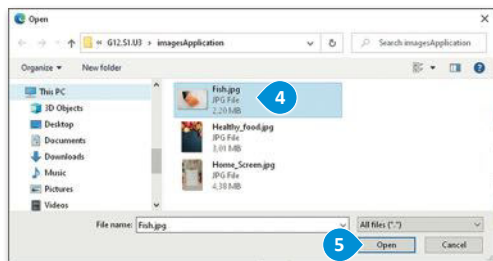 Open
« G12.S1.U3 › imagesApplication
Search imagesApplication
Organize
New folder
This PC
3D Objects
Desktop
Documents
Downloads
Music
Pictures
Videos
Fish.jpg
JPG File
2,20 MB
4
Healthy_food.jpg
JPG File
3,01 MB
Home_Screen.jpg
JPG File
4,38 MB
File name: Fish.jpg
All files (*.*)
5
Open
Cancel